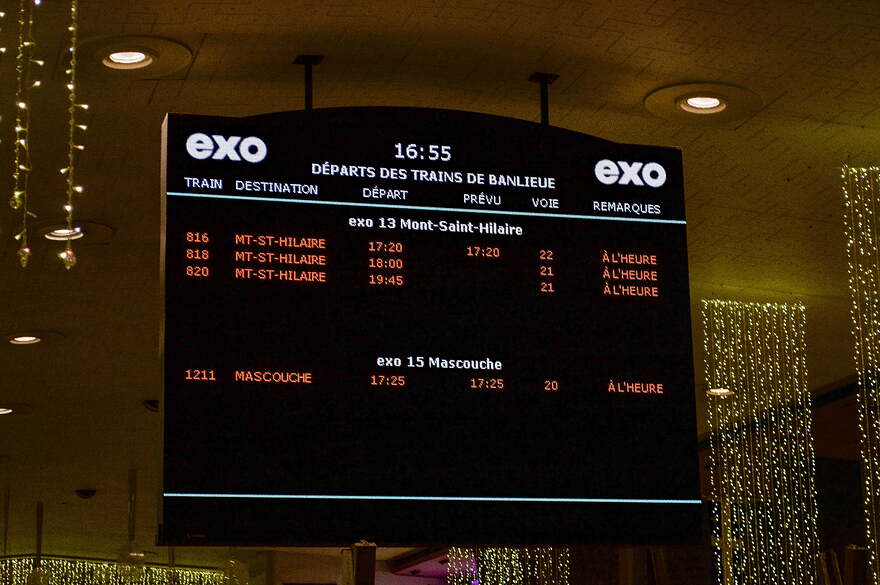 exo 16:55 exo
DÉPARTS DES TRAINS DE BANLIEUE
TRAIN DESTINATION DÉPART PRÉVU VOIE REMARQUES
exo 13 Mont-Saint-Hilaire
816 MT-ST-HILAIRE 17:20 17:20 22 À L'HEURE
818 MT-ST-HILAIRE 18:00 21 À L'HEURE
820 MT-ST-HILAIRE 19:45 21 À L'HEURE
exo 15 Mascouche
1211 MASCOUCHE 17:25 17:25 20 À L'HEURE